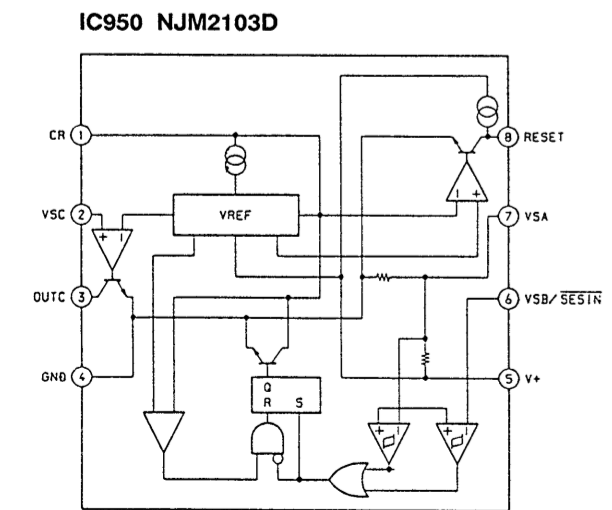 IC950 NJM2103D
CR 1
8 RESET
VSC 2
+ −
VREF
− +
7 VSA
OUTC 3
6 VSB/SESIN
GND 4
5 V+
Q
R S
+ −
+ −